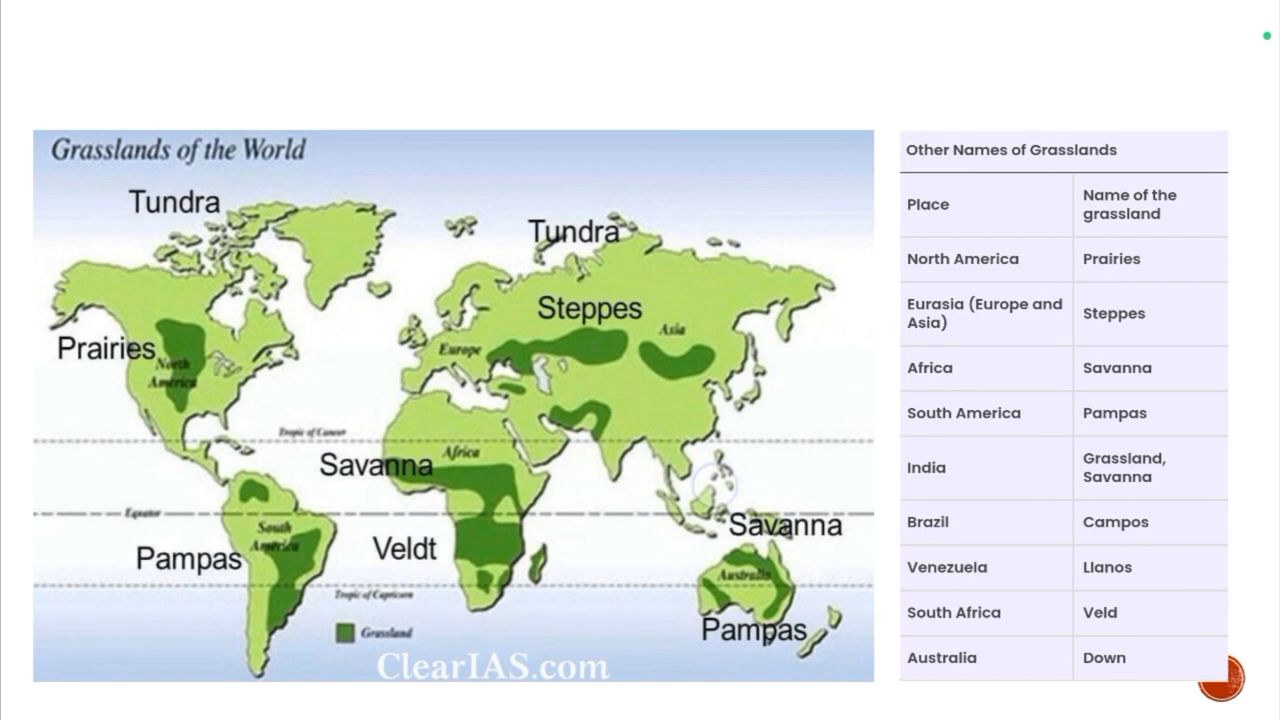 Grasslands of the World
Tundra
Tundra
Steppes
Asia
Prairies
Europe
North
America
Tropic of Cancer
Africa
Savanna
Equator
Savanna
South
America
Veldt
Pampas
Australia
Tropic of Capricorn
Pampas
Grassland
ClearIAS.com
Other Names of Grasslands
Place
Name of the
grassland
North America
Prairies
Eurasia (Europe and
Asia)
Steppes
Africa
Savanna
South America
Pampas
India
Grassland,
Savanna
Brazil
Campos
Venezuela
Llanos
South Africa
Veld
Australia
Down